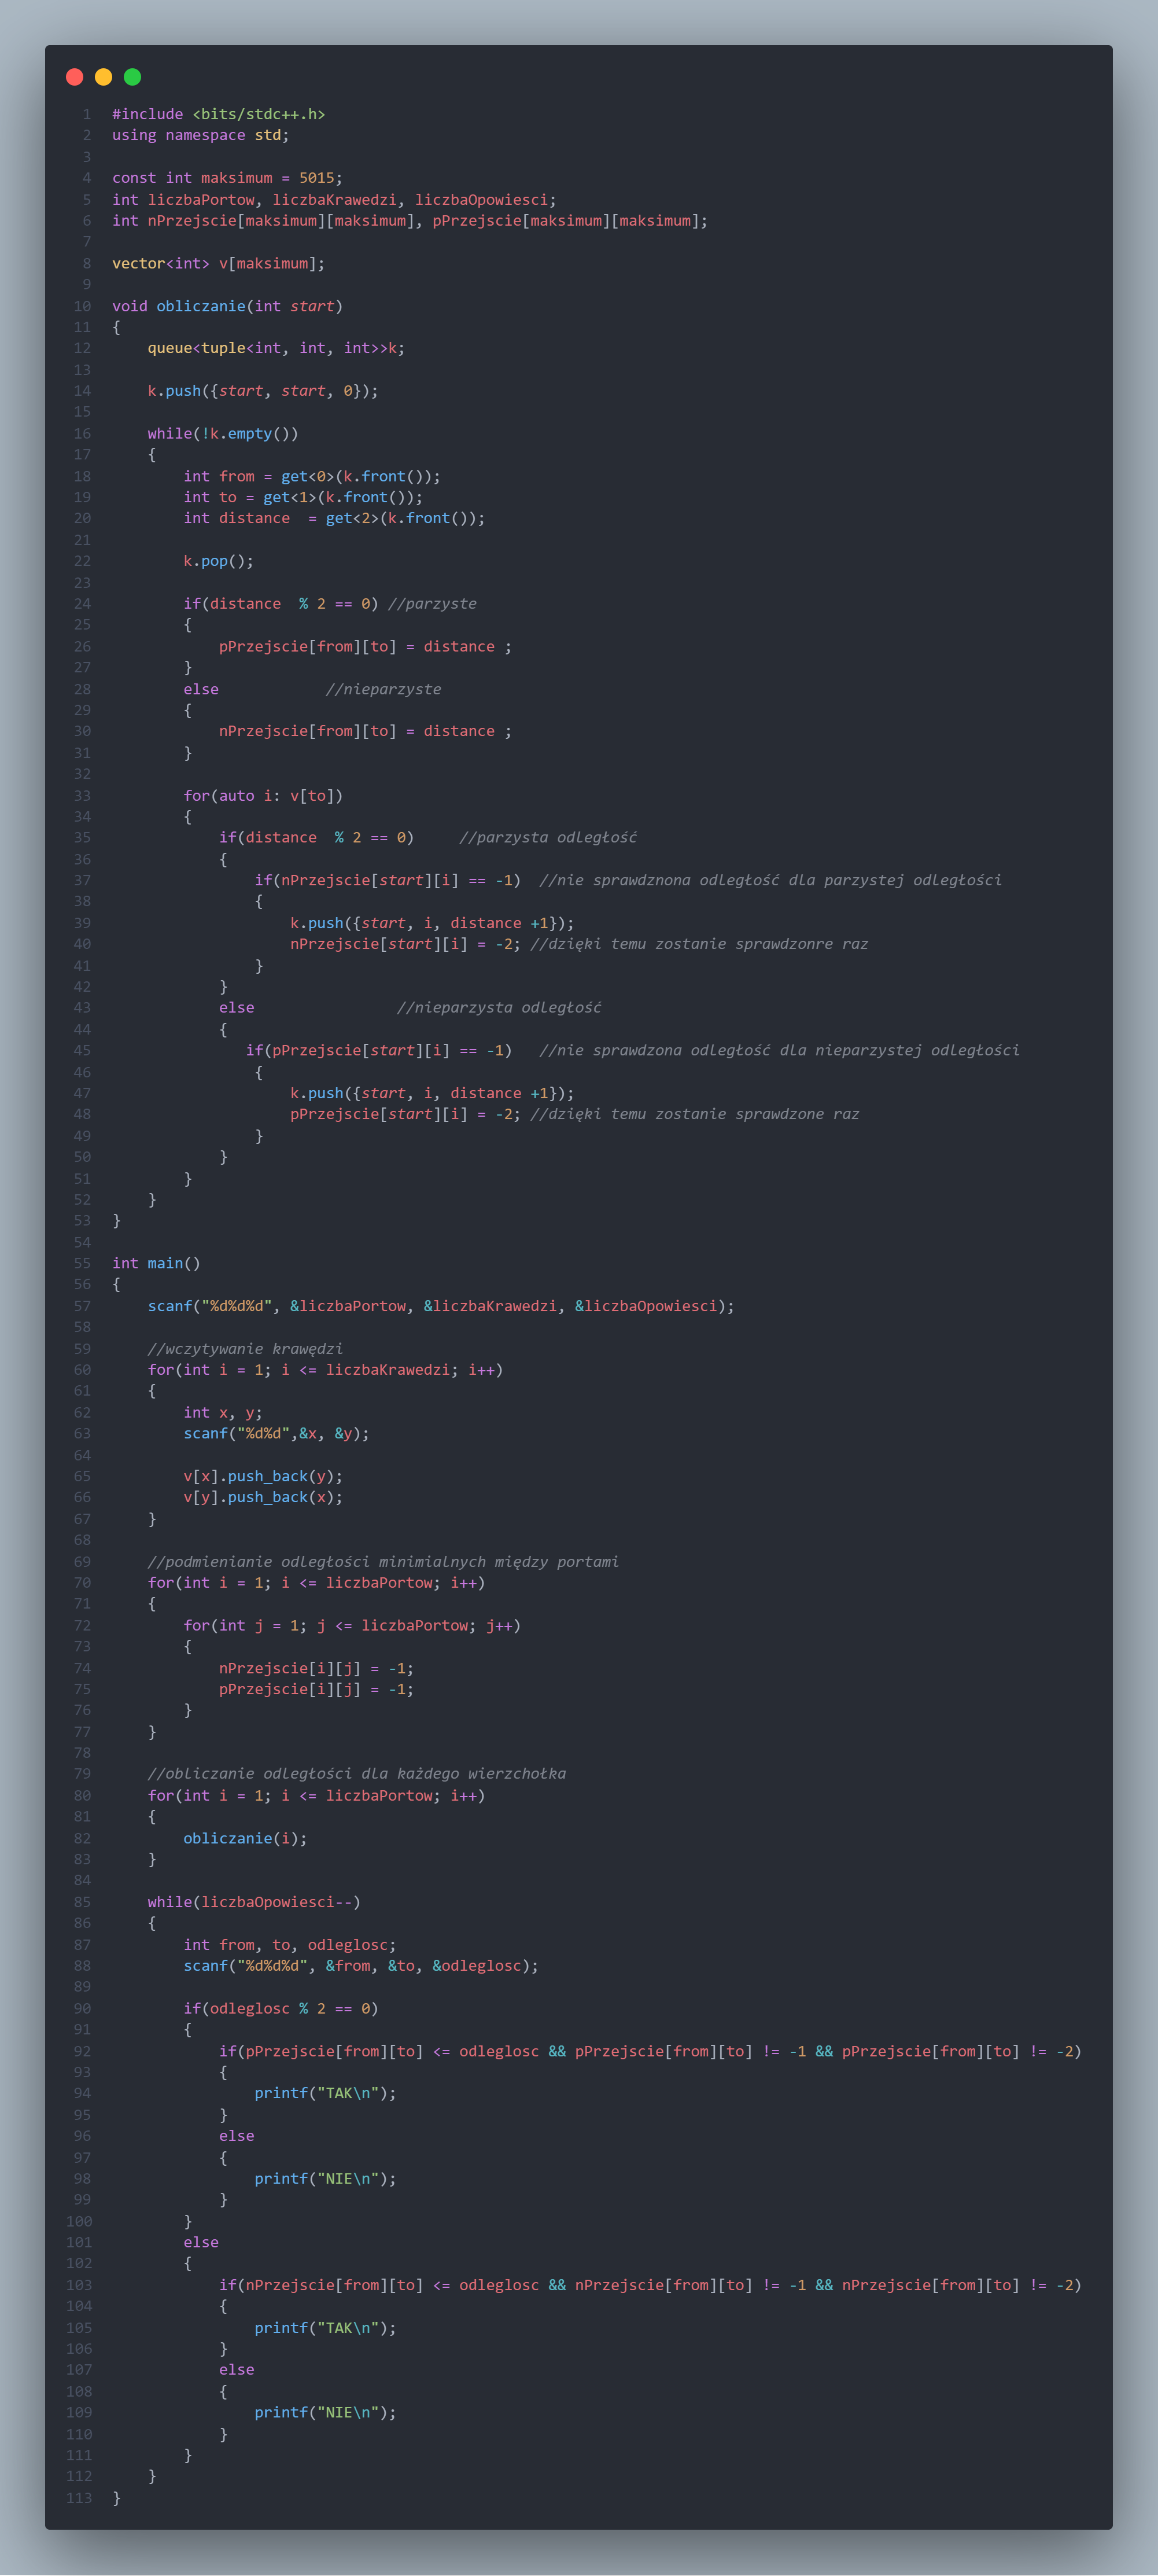 1 #include <bits/stdc++.h>
2 using namespace std;
3
4 const int maksimum = 5015;
5 int liczbaPortow, liczbaKrawedzi, liczbaOpowiesci;
6 int nPrzejscie[maksimum][maksimum], pPrzejscie[maksimum][maksimum];
7
8 vector<int> v[maksimum];
9
10 void obliczanie(int start)
11 {
12     queue<tuple<int, int, int>>k;
13
14     k.push({start, start, 0});
15
16     while(!k.empty())
17     {
18         int from = get<0>(k.front());
19         int to = get<1>(k.front());
20         int distance  = get<2>(k.front());
21
22         k.pop();
23
24         if(distance  % 2 == 0) //parzyste
25         {
26             pPrzejscie[from][to] = distance ;
27         }
28         else            //nieparzyste
29         {
30             nPrzejscie[from][to] = distance ;
31         }
32
33         for(auto i: v[to])
34         {
35             if(distance  % 2 == 0)     //parzysta odległość
36             {
37                 if(nPrzejscie[start][i] == -1)  //nie sprawdznona odległość dla parzystej odległości
38                 {
39                     k.push({start, i, distance +1});
40                     nPrzejscie[start][i] = -2; //dzięki temu zostanie sprawdzonre raz
41                 }
42             }
43             else                //nieparzysta odległość
44             {
45                if(pPrzejscie[start][i] == -1)   //nie sprawdzona odległość dla nieparzystej odległości
46                 {
47                     k.push({start, i, distance +1});
48                     pPrzejscie[start][i] = -2; //dzięki temu zostanie sprawdzone raz
49                 }
50             }
51         }
52     }
53 }
54
55 int main()
56 {
57     scanf("%d%d%d", &liczbaPortow, &liczbaKrawedzi, &liczbaOpowiesci);
58
59     //wczytywanie krawędzi
60     for(int i = 1; i <= liczbaKrawedzi; i++)
61     {
62         int x, y;
63         scanf("%d%d",&x, &y);
64
65         v[x].push_back(y);
66         v[y].push_back(x);
67     }
68
69     //podmienianie odległości minimialnych między portami
70     for(int i = 1; i <= liczbaPortow; i++)
71     {
72         for(int j = 1; j <= liczbaPortow; j++)
73         {
74             nPrzejscie[i][j] = -1;
75             pPrzejscie[i][j] = -1;
76         }
77     }
78
79     //obliczanie odległości dla każdego wierzchołka
80     for(int i = 1; i <= liczbaPortow; i++)
81     {
82         obliczanie(i);
83     }
84
85     while(liczbaOpowiesci--)
86     {
87         int from, to, odleglosc;
88         scanf("%d%d%d", &from, &to, &odleglosc);
89
90         if(odleglosc % 2 == 0)
91         {
92             if(pPrzejscie[from][to] <= odleglosc && pPrzejscie[from][to] != -1 && pPrzejscie[from][to] != -2)
93             {
94                 printf("TAK\n");
95             }
96             else
97             {
98                 printf("NIE\n");
99             }
100         }
101         else
102         {
103             if(nPrzejscie[from][to] <= odleglosc && nPrzejscie[from][to] != -1 && nPrzejscie[from][to] != -2)
104             {
105                 printf("TAK\n");
106             }
107             else
108             {
109                 printf("NIE\n");
110             }
111         }
112     }
113 }